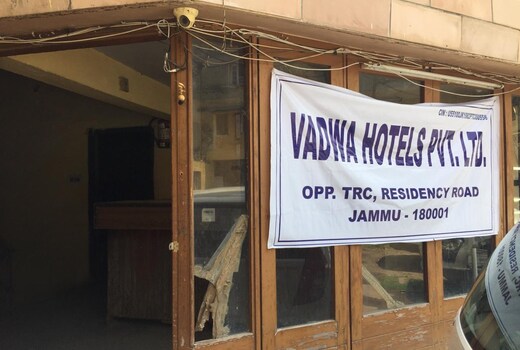 VADWA HOTELS PVT. LTD.
OPP. TRC, RESIDENCY ROAD
JAMMU - 180001